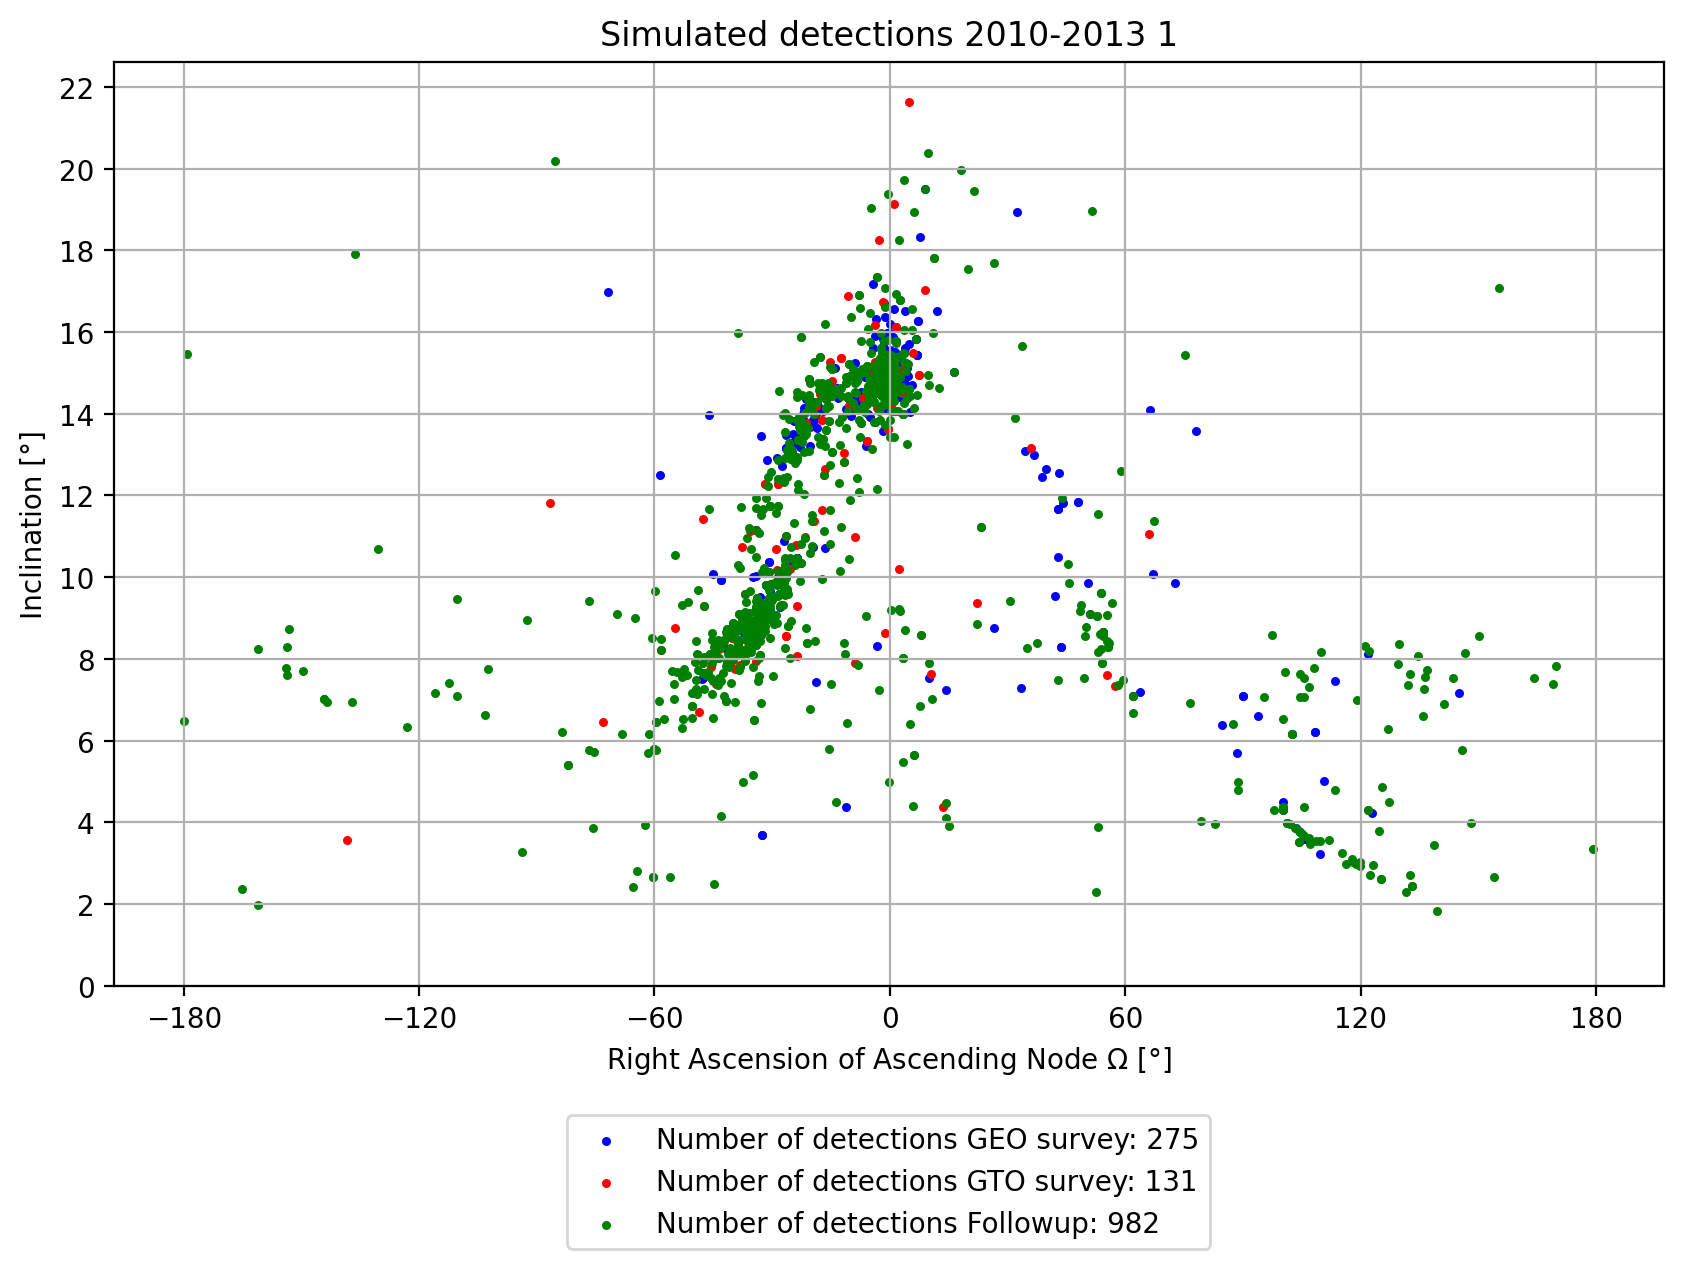 Simulated detections 2010-2013 1
22
20
18
16
14
12
10
8
6
4
2
0
Inclination [°]
−180 −120 −60 0 60 120 180
Right Ascension of Ascending Node Ω [°]
Number of detections GEO survey: 275
Number of detections GTO survey: 131
Number of detections Followup: 982